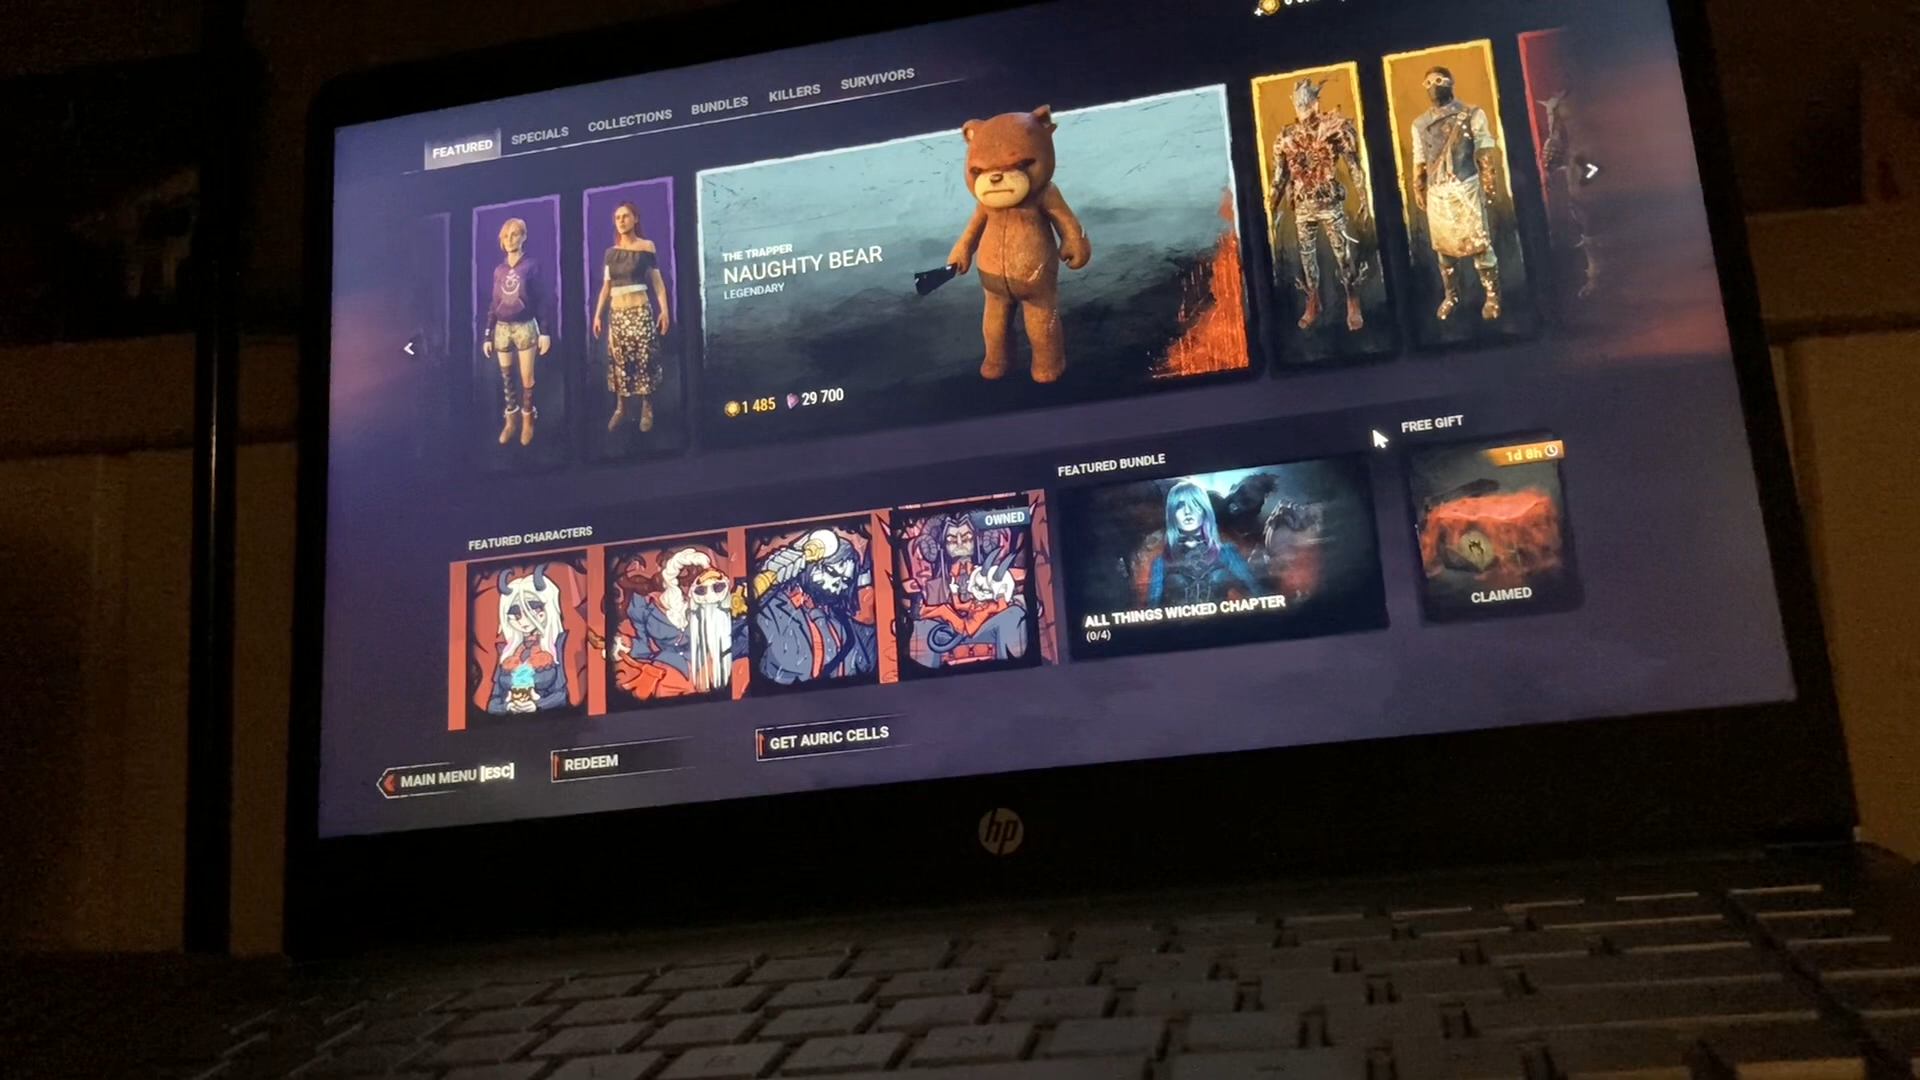 FEATURED
SPECIALS
COLLECTIONS
BUNDLES
KILLERS
SURVIVORS
THE TRAPPER
NAUGHTY BEAR
LEGENDARY
1 485 29 700
FEATURED CHARACTERS
OWNED
FEATURED BUNDLE
ALL THINGS WICKED CHAPTER
(0/4)
FREE GIFT
1d 8h
CLAIMED
MAIN MENU [ESC]
REDEEM
GET AURIC CELLS
hp